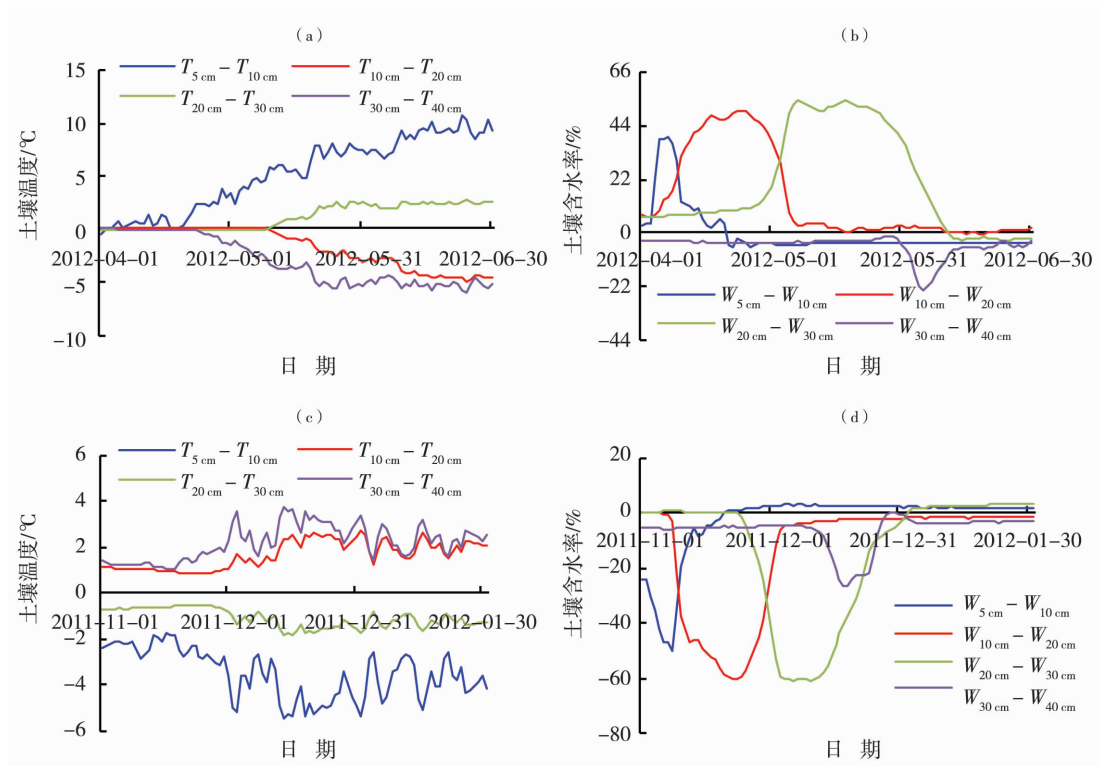 (a)
15
10
5
0
-5
-10
土壤温度/℃
T5 cm－T10 cm
T10 cm－T20 cm
T20 cm－T30 cm
T30 cm－T40 cm
2012-04-01
2012-05-01
2012-05-31
2012-06-30
日 期
(b)
66
44
22
0
-22
-44
土壤含水率/%
2012-04-01
2012-05-01
2012-05-31
2012-06-30
W5 cm－W10 cm
W10 cm－W20 cm
W20 cm－W30 cm
W30 cm－W40 cm
日 期
(c)
6
4
2
0
-2
-4
-6
土壤温度/℃
T5 cm－T10 cm
T10 cm－T20 cm
T20 cm－T30 cm
T30 cm－T40 cm
2011-11-01
2011-12-01
2011-12-31
2012-01-30
日 期
(d)
20
0
-20
-40
-60
-80
土壤含水率/%
2011-11-01
2011-12-01
2011-12-31
2012-01-30
W5 cm－W10 cm
W10 cm－W20 cm
W20 cm－W30 cm
W30 cm－W40 cm
日 期